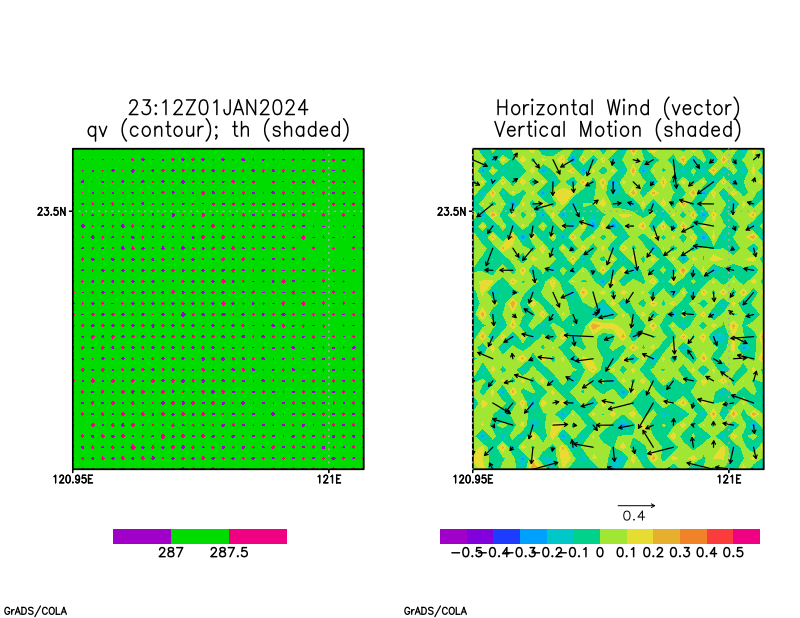 23:12Z01JAN2024
qv (contour); th (shaded)
23.5N
120.95E 121E
287 287.5
Horizontal Wind (vector)
Vertical Motion (shaded)
23.5N
120.95E 121E
0.4
-0.5 -0.4 -0.3 -0.2 -0.1 0 0.1 0.2 0.3 0.4 0.5
GrADS/COLA
GrADS/COLA